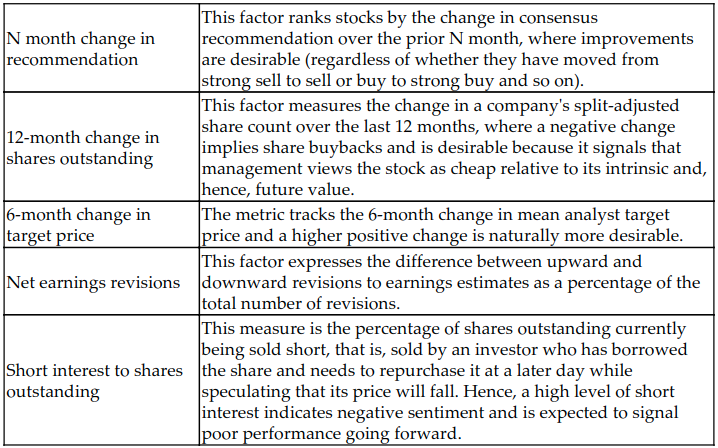 N month change in
recommendation
This factor ranks stocks by the change in consensus
recommendation over the prior N month, where improvements
are desirable (regardless of whether they have moved from
strong sell to sell or buy to strong buy and so on).
12-month change in
shares outstanding
This factor measures the change in a company's split-adjusted
share count over the last 12 months, where a negative change
implies share buybacks and is desirable because it signals that
management views the stock as cheap relative to its intrinsic and,
hence, future value.
6-month change in
target price
The metric tracks the 6-month change in mean analyst target
price and a higher positive change is naturally more desirable.
Net earnings revisions
This factor expresses the difference between upward and
downward revisions to earnings estimates as a percentage of the
total number of revisions.
Short interest to shares
outstanding
This measure is the percentage of shares outstanding currently
being sold short, that is, sold by an investor who has borrowed
the share and needs to repurchase it at a later day while
speculating that its price will fall. Hence, a high level of short
interest indicates negative sentiment and is expected to signal
poor performance going forward.